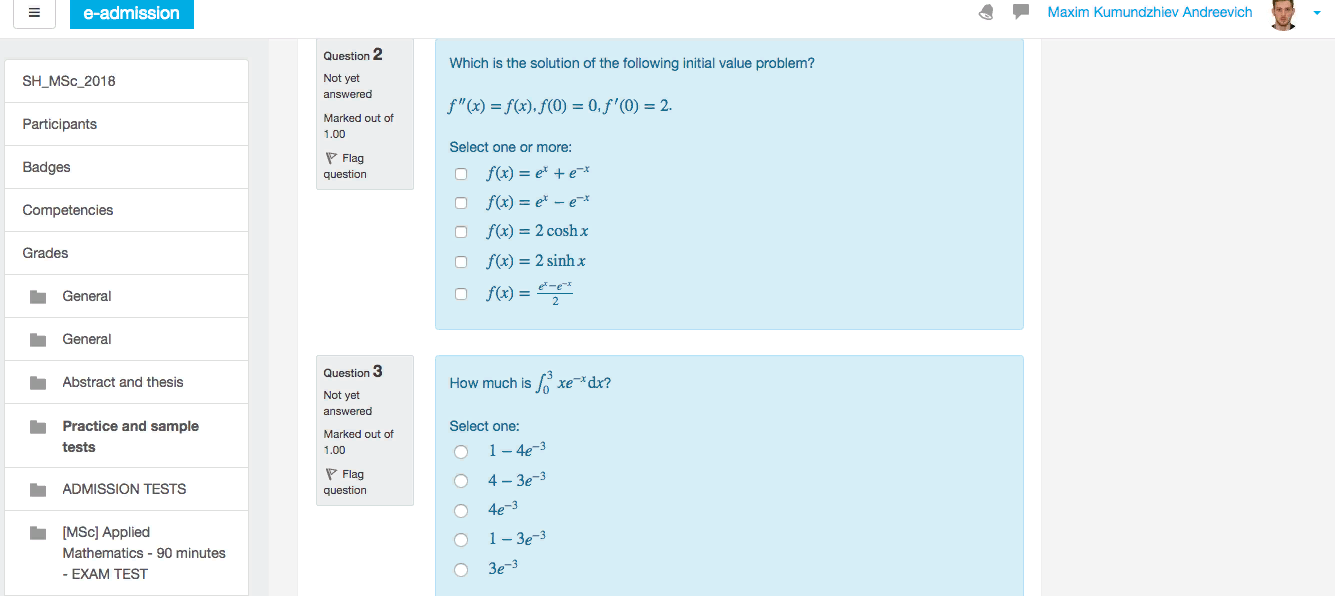 ☰ e-admission Maxim Kumundzhiev Andreevich
SH_MSc_2018
Participants
Badges
Competencies
Grades
General
General
Abstract and thesis
Practice and sample
tests
ADMISSION TESTS
[MSc] Applied
Mathematics - 90 minutes
- EXAM TEST
Question 2
Not yet
answered
Marked out of
1.00
Flag
question
Which is the solution of the following initial value problem?
f''(x) = f(x), f(0) = 0, f'(0) = 2.
Select one or more:
f(x) = e^x + e^{-x}
f(x) = e^x − e^{-x}
f(x) = 2 cosh x
f(x) = 2 sinh x
f(x) = \frac{e^x−e^{-x}}{2}
Question 3
Not yet
answered
Marked out of
1.00
Flag
question
How much is ∫_0^3 xe^{-x}dx?
Select one:
1 − 4e^{-3}
4 − 3e^{-3}
4e^{-3}
1 − 3e^{-3}
3e^{-3}